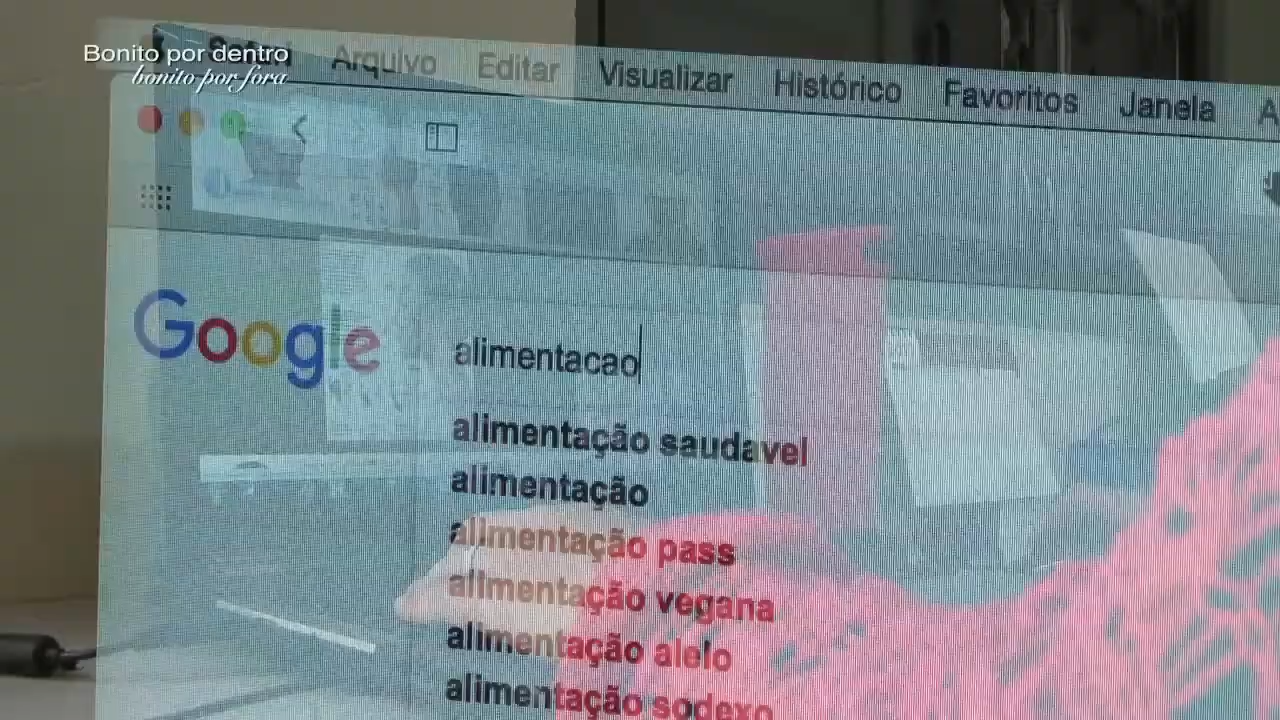 Bonito por dentro
bonito por fora
Safari Arquivo Editar Visualizar Histórico Favoritos Janela
Google
alimentacao
alimentação saudavel
alimentação
alimentação pass
alimentação vegana
alimentação alelo
alimentação sodexo